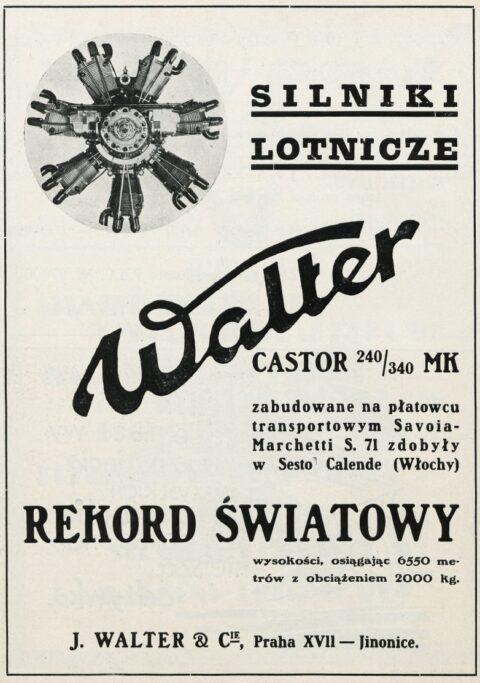 SILNIKI
LOTNICZE
Walter
CASTOR 240/340 MK
zabudowane na płatowcu
transportowym Savoia-
Marchetti S. 71 zdobyły
w Sesto Calende (Włochy)
REKORD ŚWIATOWY
wysokości, osiągając 6550 me-
trów z obciążeniem 2000 kg.
J. WALTER & CIE, Praha XVII — Jinonice.